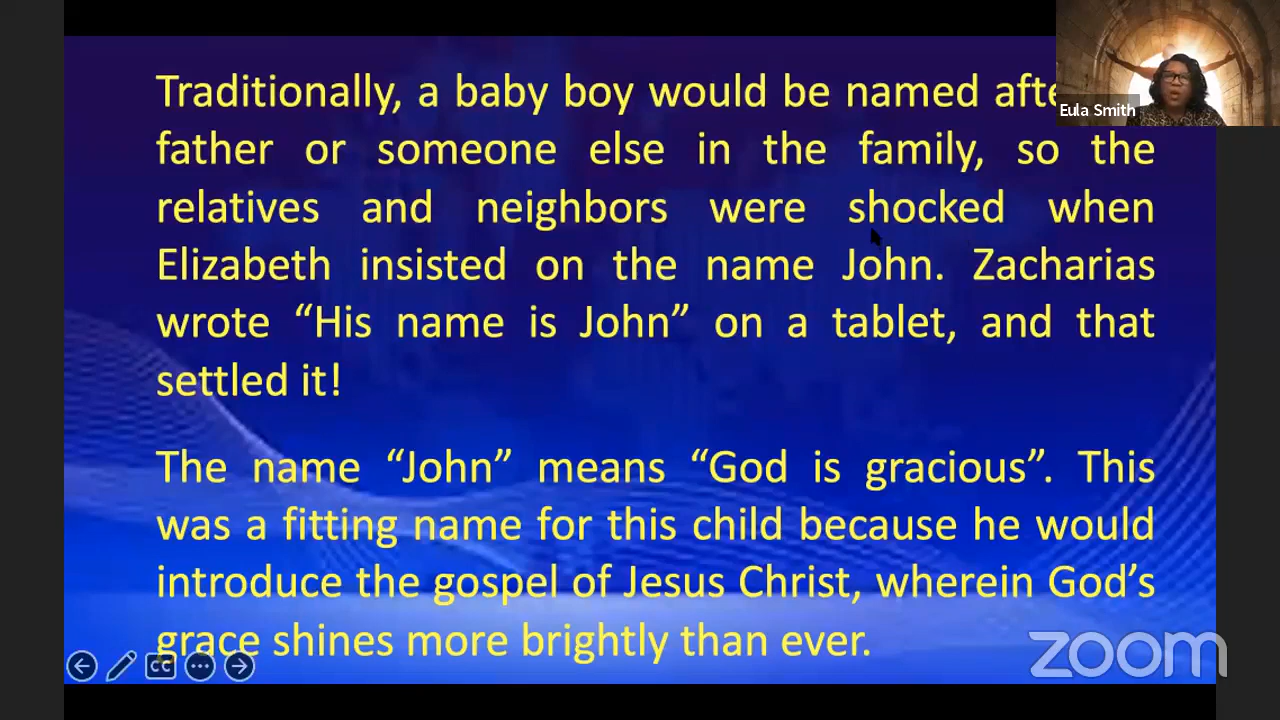 Traditionally, a baby boy would be named afte
father or someone else in the family, so the
relatives and neighbors were shocked when
Elizabeth insisted on the name John. Zacharias
wrote “His name is John” on a tablet, and that
settled it!
The name “John” means “God is gracious”. This
was a fitting name for this child because he would
introduce the gospel of Jesus Christ, wherein God’s
grace shines more brightly than ever.
Eula Smith
CC
zoom